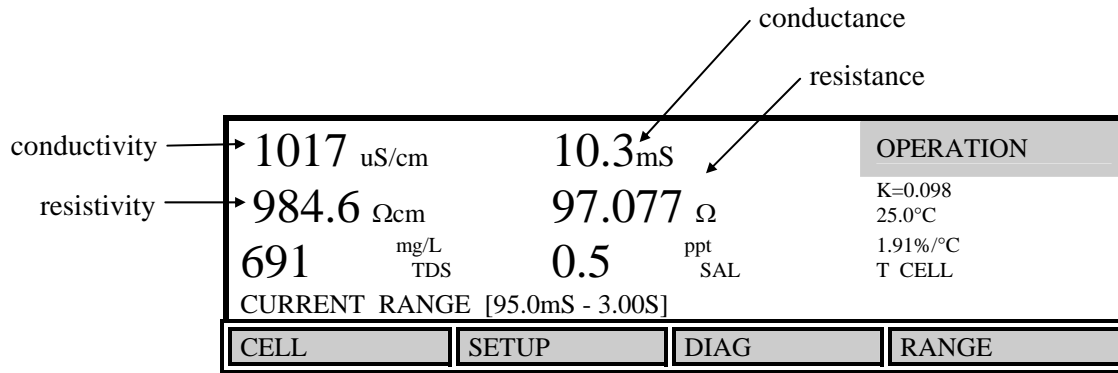 conductance
resistance
conductivity
1017 uS/cm
10.3mS
OPERATION
resistivity
984.6 Ωcm
97.077 Ω
K=0.098
25.0°C
691 mg/L TDS
0.5 ppt SAL
1.91%/°C
T CELL
CURRENT RANGE [95.0mS - 3.00S]
CELL
SETUP
DIAG
RANGE